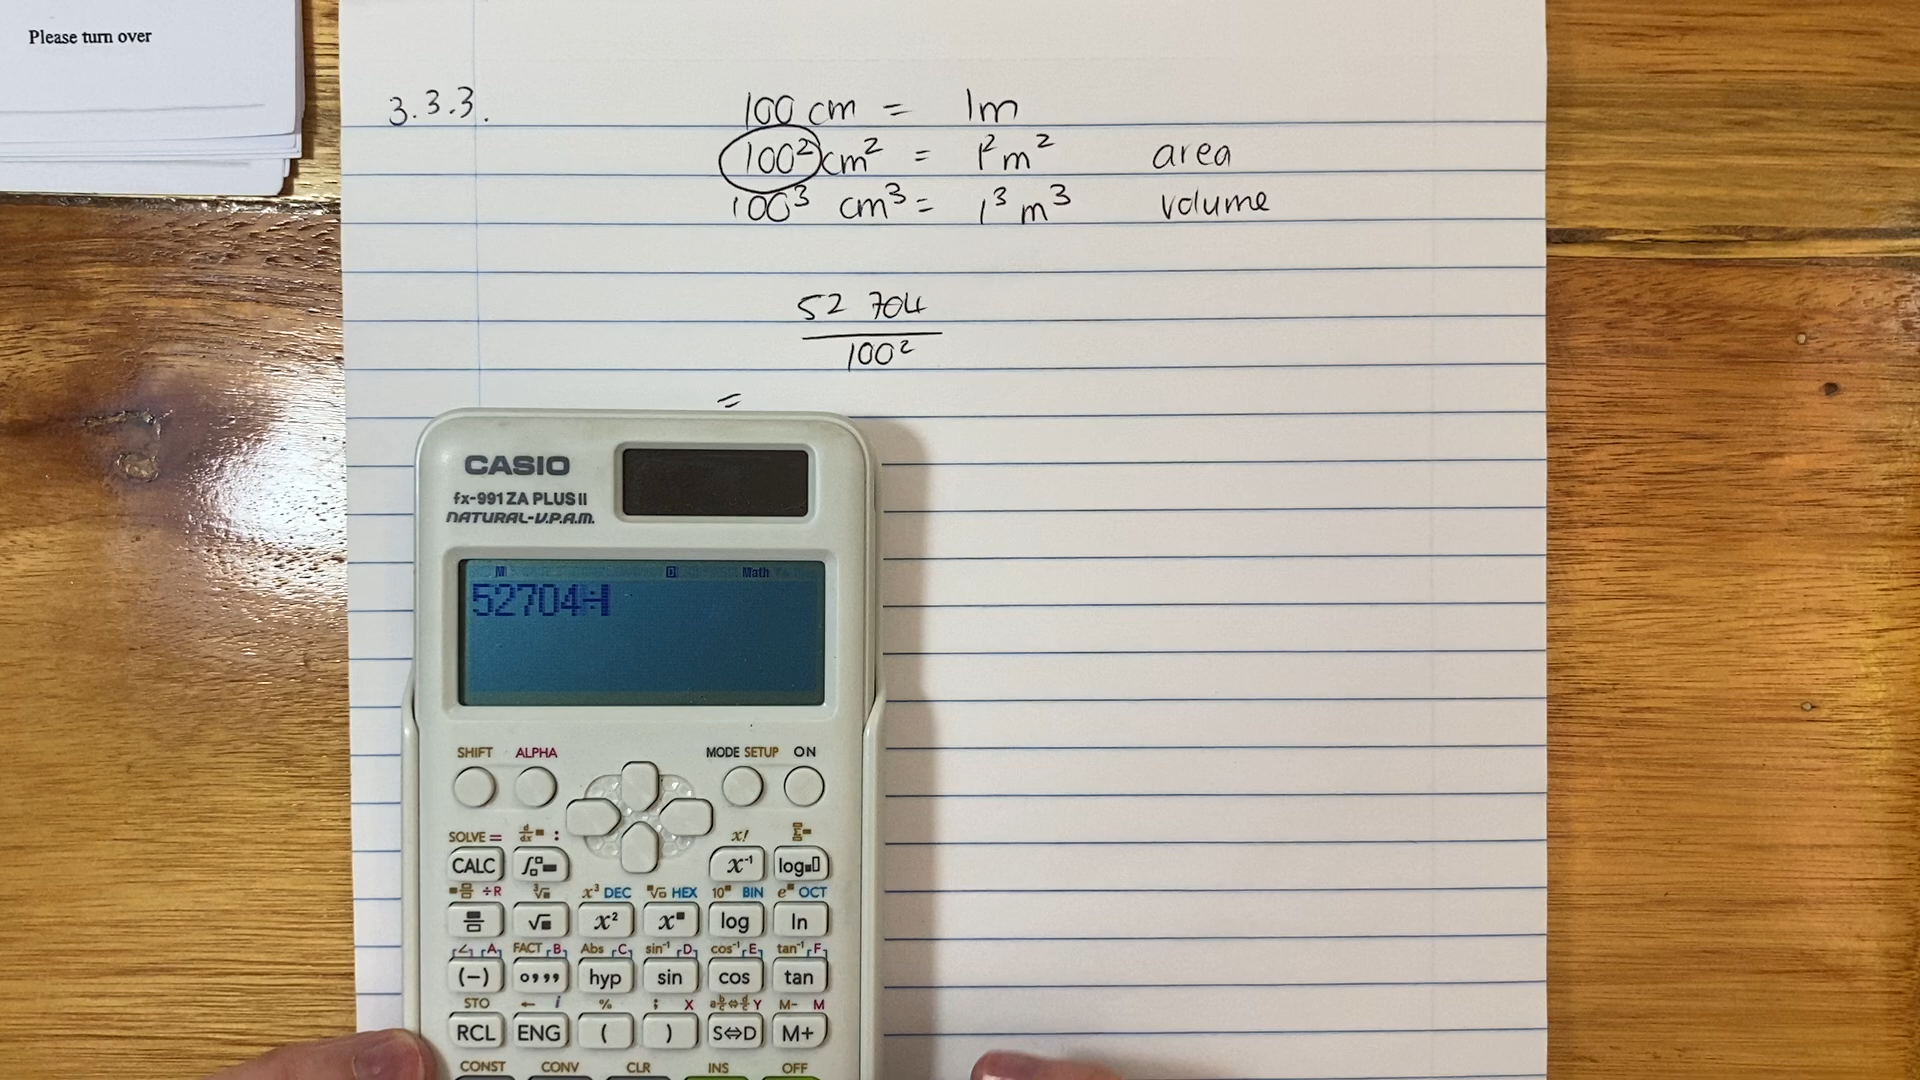 Please turn over
3.3.3.
100 cm = 1m
100² cm² = 1² m² area
100³ cm³ = 1³ m³ volume
52 704
100²
=
CASIO
fx-991ZA PLUS II
NATURAL-V.P.A.M.
M D Math
52704÷
SHIFT ALPHA MODE SETUP ON
SOLVE = d/dx : x! Σ
CALC ∫ x⁻¹ log
÷R ³√ x³ DEC √ HEX 10 BIN e OCT
√ x² x log ln
∠ A FACT B Abs C sin⁻¹ D cos⁻¹ E tan⁻¹ F
(−) ° ’ ’ ’ hyp sin cos tan
STO ← i % ; X a b/c⇔d/c Y M− M
RCL ENG ( ) S⇔D M+
CONST CONV CLR INS OFF